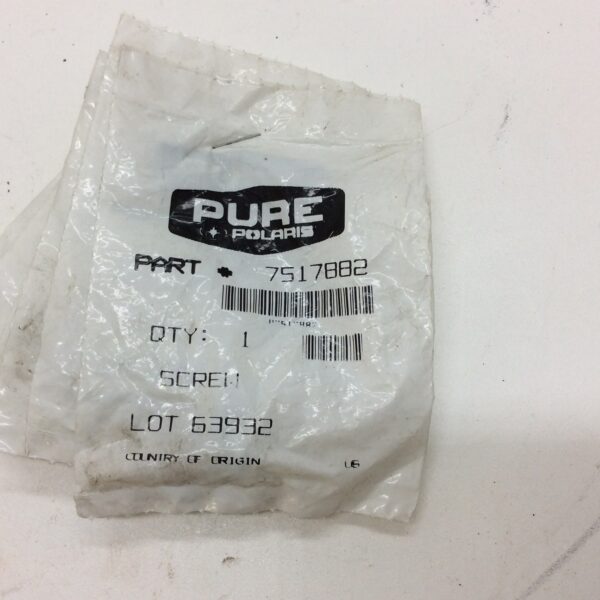 PURE
POLARIS
PART # 7517882
QTY: 1
SCREW
LOT 63932
COUNTRY OF ORIGIN US